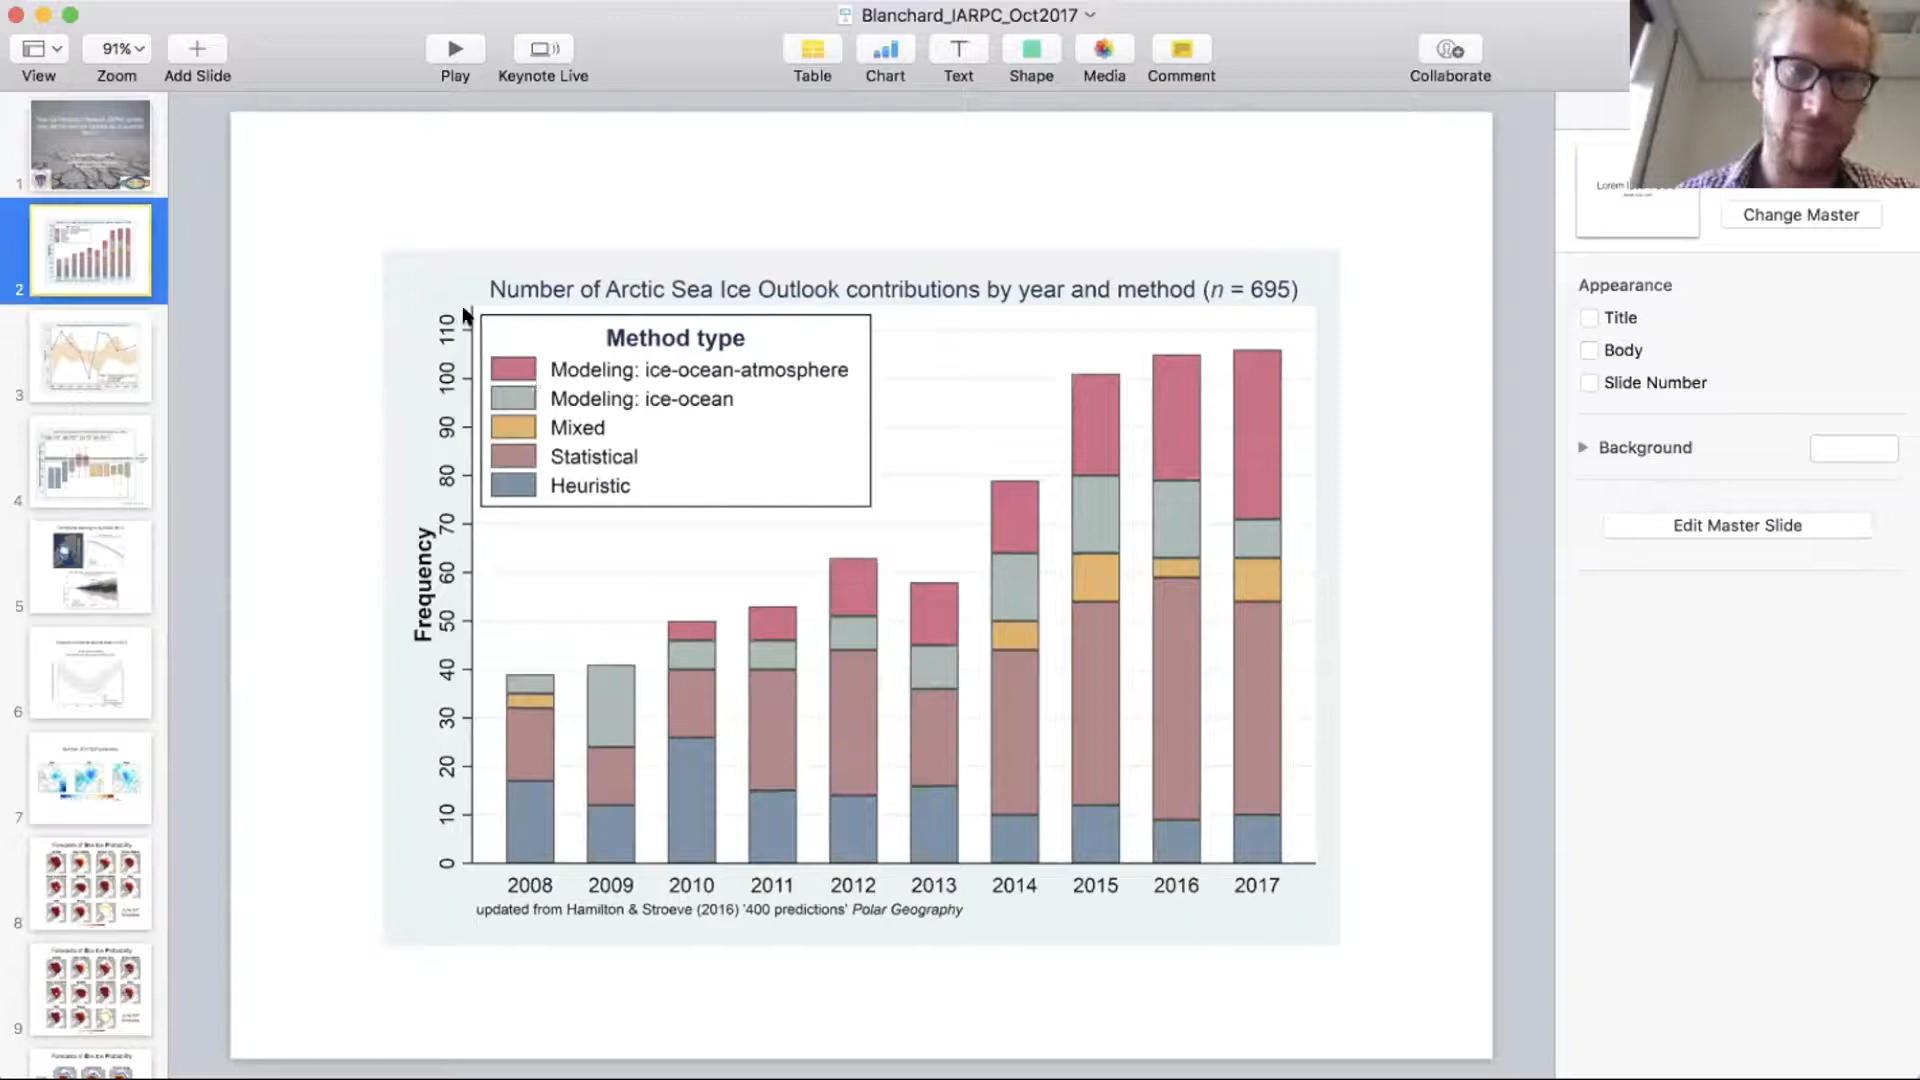 Blanchard_IARPC_Oct2017
91%
View
Zoom
Add Slide
Play
Keynote Live
Table
Chart
Text
Shape
Media
Comment
Collaborate
1
2
3
4
5
6
7
8
9
Change Master
Appearance
Title
Body
Slide Number
Background
Edit Master Slide
Number of Arctic Sea Ice Outlook contributions by year and method (n = 695)
Method type
Modeling: ice-ocean-atmosphere
Modeling: ice-ocean
Mixed
Statistical
Heuristic
Frequency
110
100
90
80
70
60
50
40
30
20
10
0
2008 2009 2010 2011 2012 2013 2014 2015 2016 2017
updated from Hamilton & Stroeve (2016) '400 predictions' Polar Geography